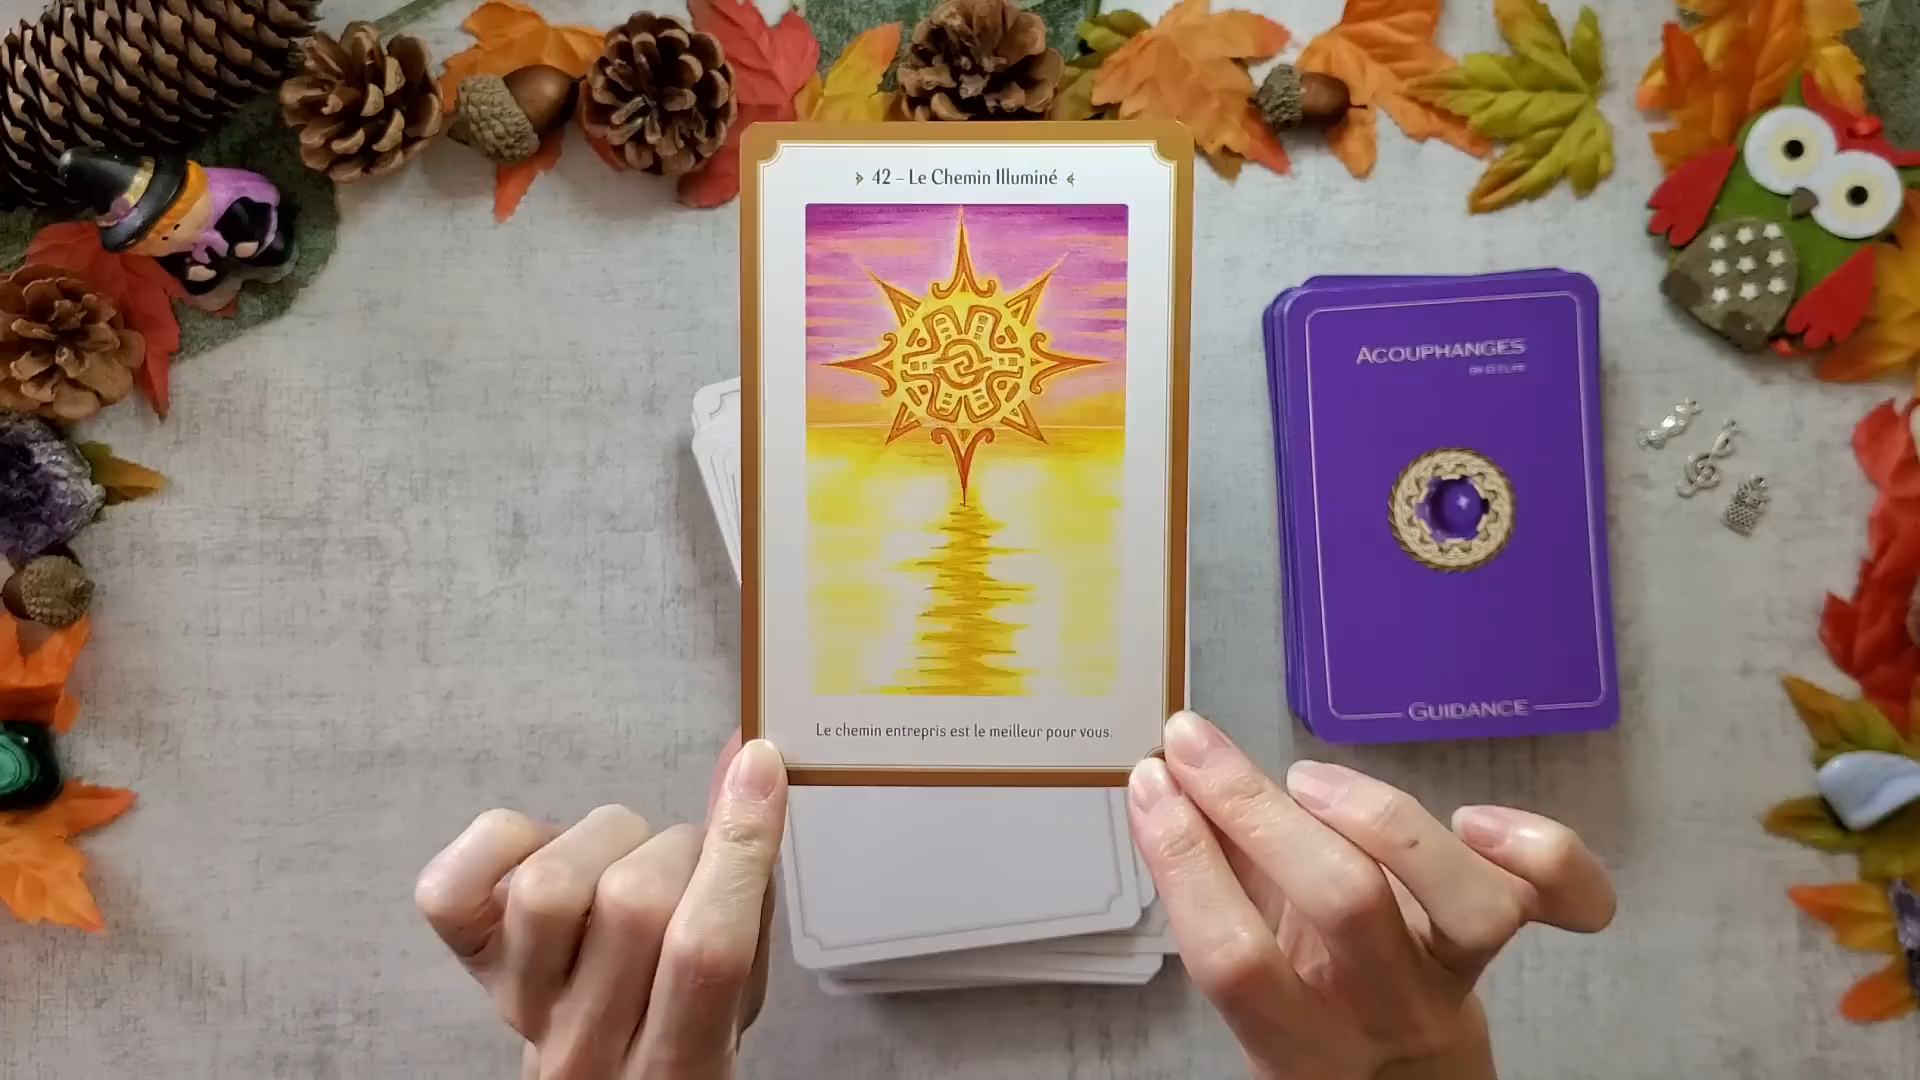 42 – Le Chemin Illuminé
Le chemin entrepris est le meilleur pour vous.
ACOUPHANGES
GUIDANCE